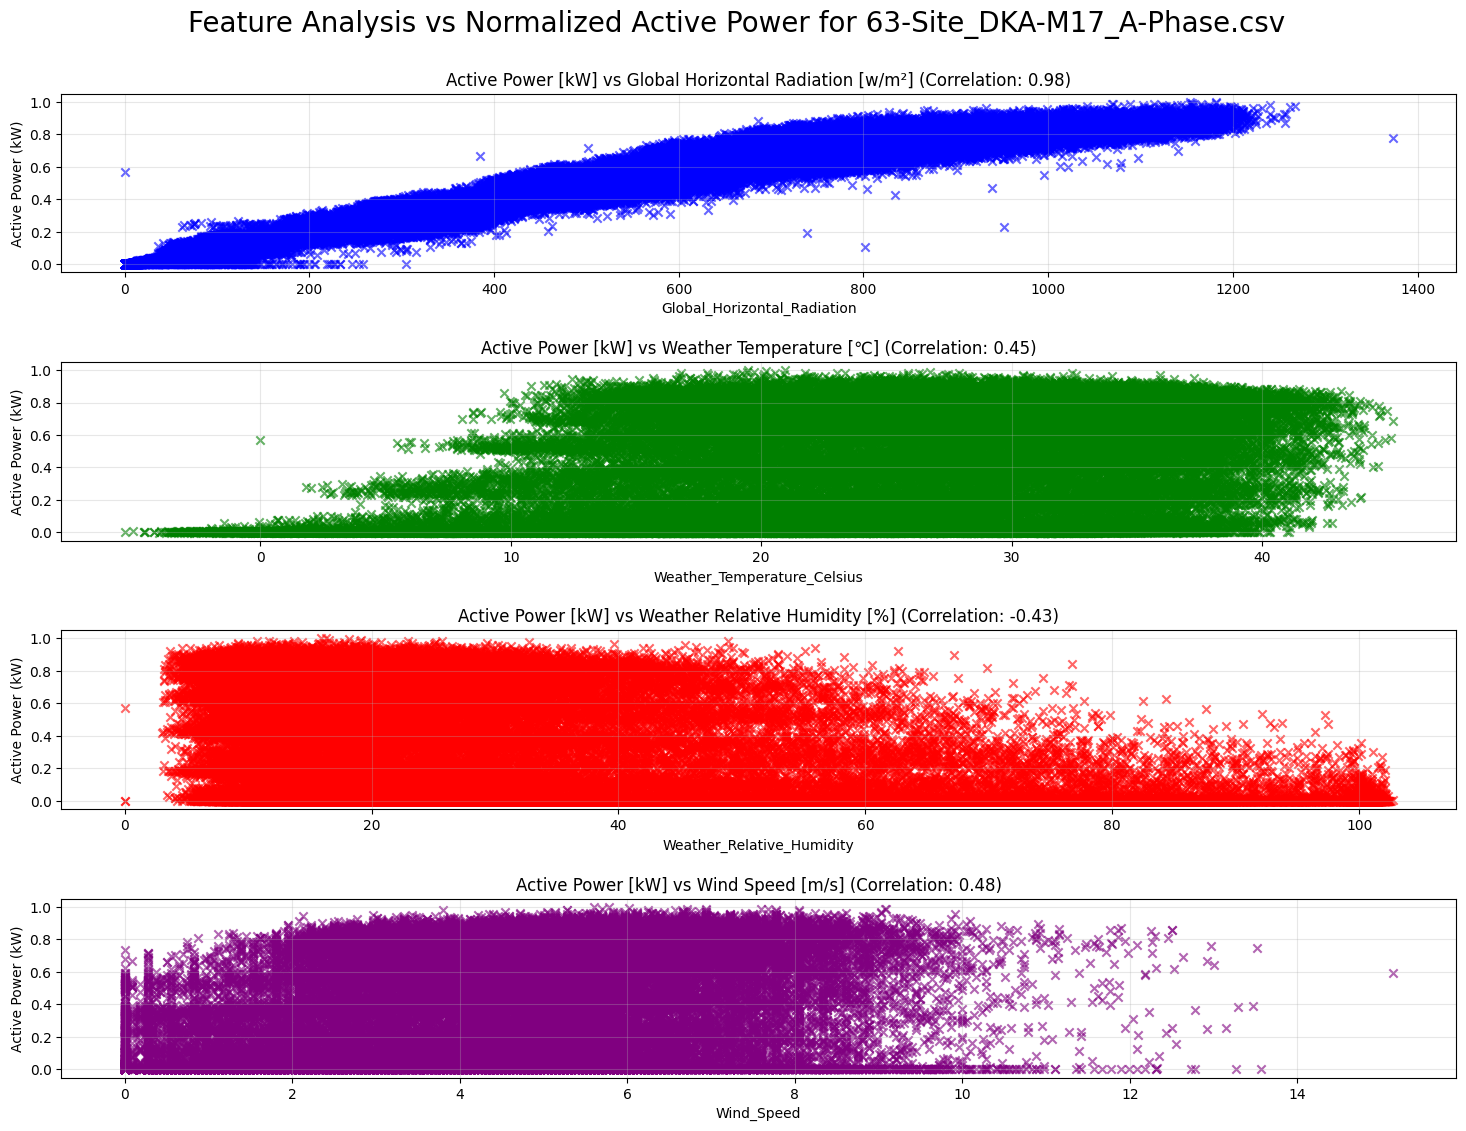 Feature Analysis vs Normalized Active Power for 63-Site_DKA-M17_A-Phase.csv
Active Power [kW] vs Global Horizontal Radiation [w/m²] (Correlation: 0.98)
Active Power (kW)
1.0
0.8
0.6
0.4
0.2
0.0
0 200 400 600 800 1000 1200 1400
Global_Horizontal_Radiation
Active Power [kW] vs Weather Temperature [℃] (Correlation: 0.45)
Active Power (kW)
1.0
0.8
0.6
0.4
0.2
0.0
0 10 20 30 40
Weather_Temperature_Celsius
Active Power [kW] vs Weather Relative Humidity [%] (Correlation: -0.43)
Active Power (kW)
1.0
0.8
0.6
0.4
0.2
0.0
0 20 40 60 80 100
Weather_Relative_Humidity
Active Power [kW] vs Wind Speed [m/s] (Correlation: 0.48)
Active Power (kW)
1.0
0.8
0.6
0.4
0.2
0.0
0 2 4 6 8 10 12 14
Wind_Speed